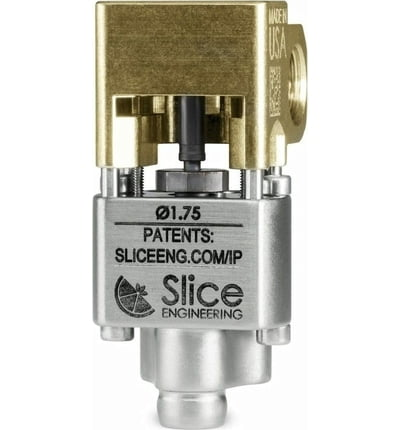 MADE IN
USA
Ø1.75
PATENTS:
SLICEENG.COM/IP
Slice
ENGINEERING